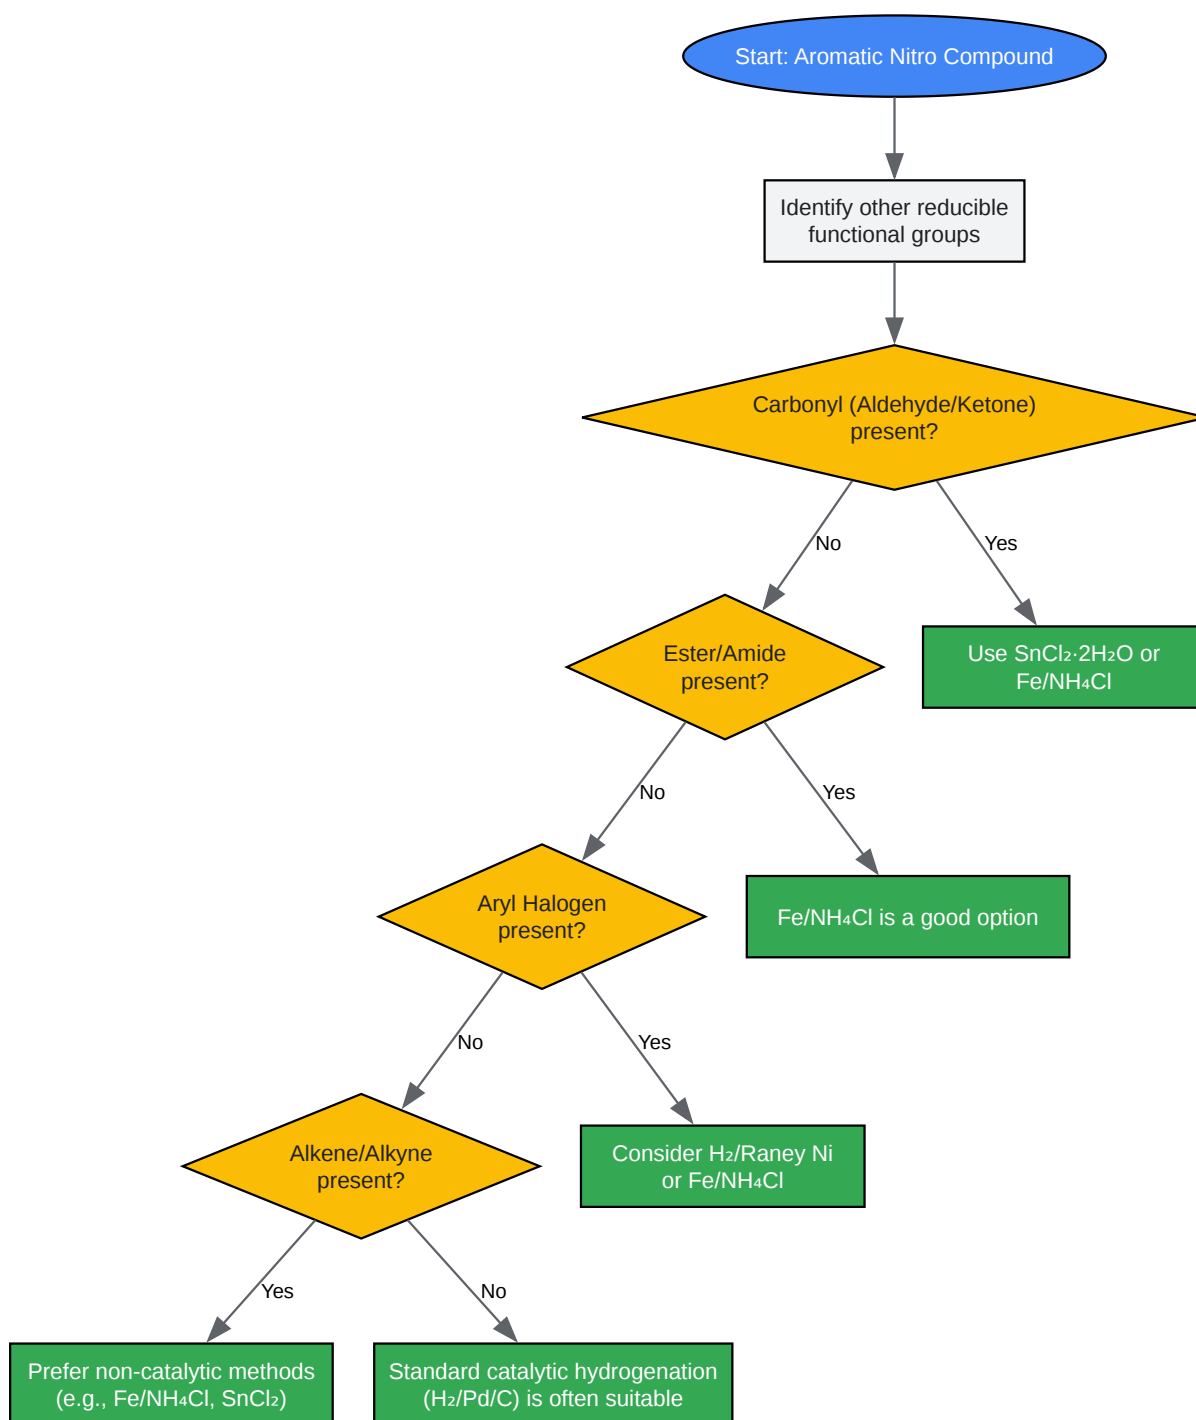 Start: Aromatic Nitro Compound
Identify other reducible
functional groups
Carbonyl (Aldehyde/Ketone)
present?
No
Yes
Ester/Amide
present?
Use SnCl₂·2H₂O or
Fe/NH₄Cl
No
Yes
Aryl Halogen
present?
Fe/NH₄Cl is a good option
No
Yes
Alkene/Alkyne
present?
Consider H₂/Raney Ni
or Fe/NH₄Cl
Yes
No
Prefer non-catalytic methods
(e.g., Fe/NH₄Cl, SnCl₂)
Standard catalytic hydrogenation
(H₂/Pd/C) is often suitable